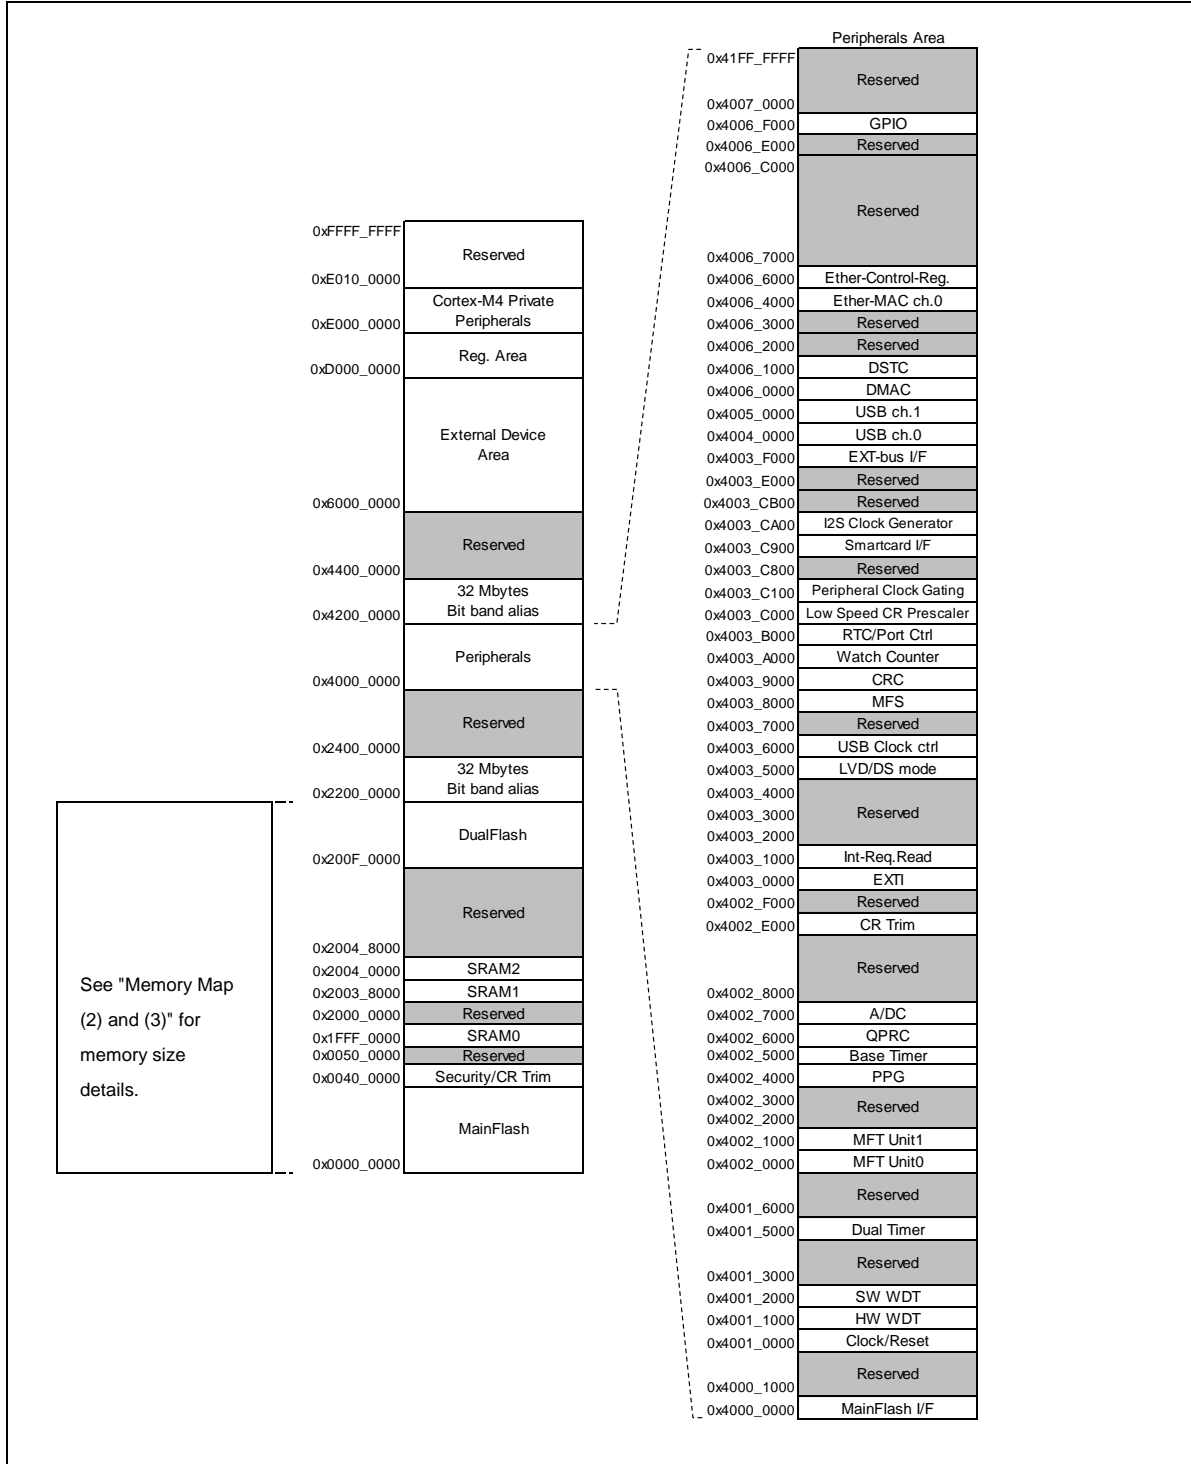 Peripherals Area
0x41FF_FFFF
Reserved
0x4007_0000
0x4006_F000 GPIO
0x4006_E000 Reserved
0x4006_C000
Reserved
0x4006_7000
0x4006_6000 Ether-Control-Reg.
0x4006_4000 Ether-MAC ch.0
0x4006_3000 Reserved
0x4006_2000 Reserved
0x4006_1000 DSTC
0x4006_0000 DMAC
0x4005_0000 USB ch.1
0x4004_0000 USB ch.0
0x4003_F000 EXT-bus I/F
0x4003_E000 Reserved
0x4003_CB00 Reserved
0x4003_CA00 I2S Clock Generator
0x4003_C900 Smartcard I/F
0x4003_C800 Reserved
0x4003_C100 Peripheral Clock Gating
0x4003_C000 Low Speed CR Prescaler
0x4003_B000 RTC/Port Ctrl
0x4003_A000 Watch Counter
0x4003_9000 CRC
0x4003_8000 MFS
0x4003_7000 Reserved
0x4003_6000 USB Clock ctrl
0x4003_5000 LVD/DS mode
0x4003_4000
0x4003_3000 Reserved
0x4003_2000
0x4003_1000 Int-Req.Read
0x4003_0000 EXTI
0x4002_F000 Reserved
0x4002_E000 CR Trim
Reserved
0x4002_8000
0x4002_7000 A/DC
0x4002_6000 QPRC
0x4002_5000 Base Timer
0x4002_4000 PPG
0x4002_3000
Reserved
0x4002_2000
0x4002_1000 MFT Unit1
0x4002_0000 MFT Unit0
Reserved
0x4001_6000
0x4001_5000 Dual Timer
Reserved
0x4001_3000
0x4001_2000 SW WDT
0x4001_1000 HW WDT
0x4001_0000 Clock/Reset
Reserved
0x4000_1000
0x4000_0000 MainFlash I/F
0xFFFF_FFFF
Reserved
0xE010_0000
Cortex-M4 Private
Peripherals
0xE000_0000
Reg. Area
0xD000_0000
External Device
Area
0x6000_0000
Reserved
0x4400_0000
32 Mbytes
Bit band alias
0x4200_0000
Peripherals
0x4000_0000
Reserved
0x2400_0000
32 Mbytes
Bit band alias
0x2200_0000
DualFlash
0x200F_0000
Reserved
0x2004_8000
0x2004_0000 SRAM2
0x2003_8000 SRAM1
0x2000_0000 Reserved
0x1FFF_0000 SRAM0
0x0050_0000 Reserved
0x0040_0000 Security/CR Trim
MainFlash
0x0000_0000
See "Memory Map
(2) and (3)" for
memory size
details.